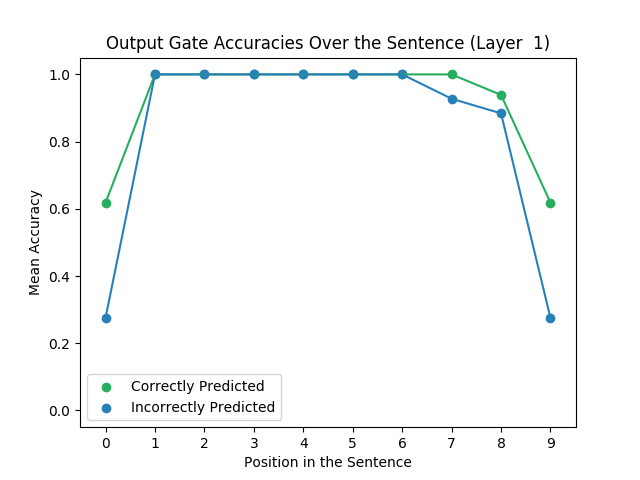 Output Gate Accuracies Over the Sentence (Layer  1)
1.0
0.8
0.6
0.4
0.2
0.0
Mean Accuracy
Correctly Predicted
Incorrectly Predicted
0 1 2 3 4 5 6 7 8 9
Position in the Sentence